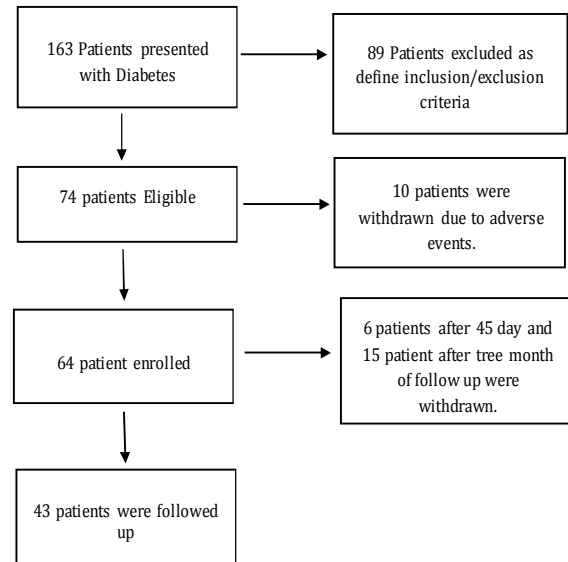 163 Patients presented
with Diabetes
89 Patients excluded as
define inclusion/exclusion
criteria
74 patients Eligible
10 patients were
withdrawn due to adverse
events.
64 patient enrolled
6 patients after 45 day and
15 patient after tree month
of follow up were
withdrawn.
43 patients were followed
up